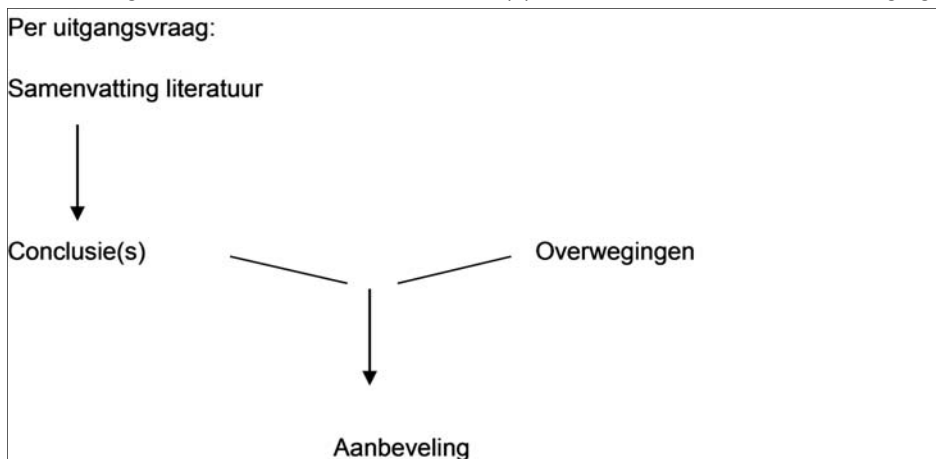 Per uitgangsvraag:
Samenvatting literatuur
Conclusie(s) Overwegingen
Aanbeveling